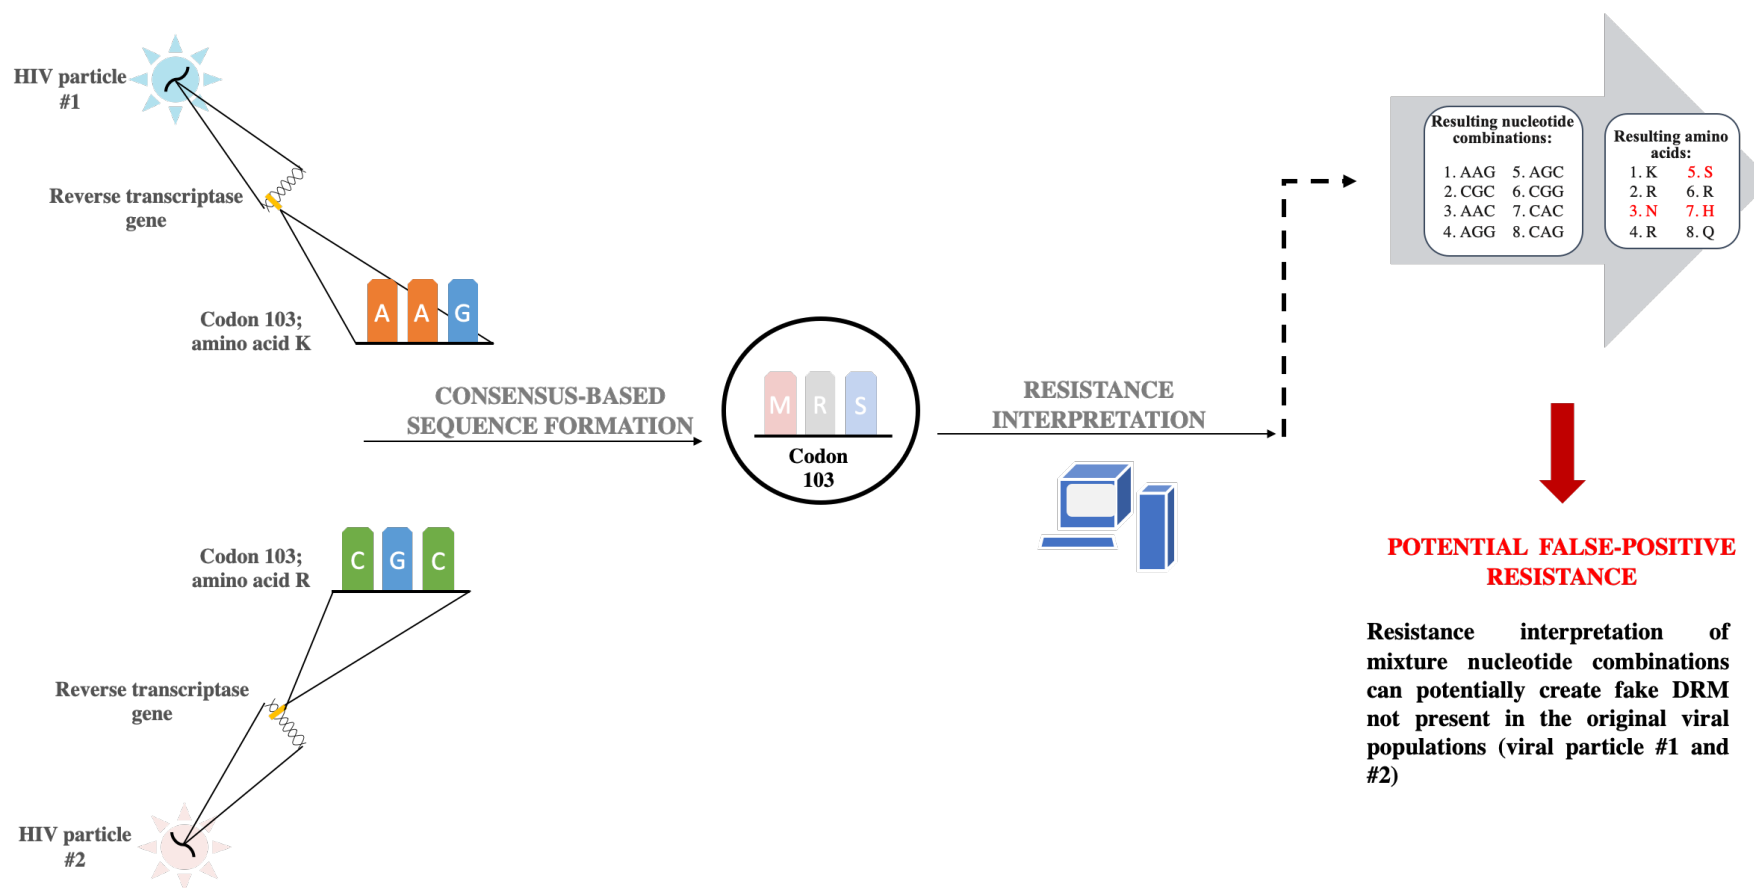 HIV particle
#1
Reverse transcriptase
gene
Codon 103;
amino acid K
A A G
CONSENSUS-BASED
SEQUENCE FORMATION
Codon 103;
amino acid R
C G C
Reverse transcriptase
gene
HIV particle
#2
M R S
Codon
103
RESISTANCE
INTERPRETATION
Resulting nucleotide
combinations:
1. AAG 5. AGC
2. CGC 6. CGG
3. AAC 7. CAC
4. AGG 8. CAG
Resulting amino
acids:
1. K 5. S
2. R 6. R
3. N 7. H
4. R 8. Q
POTENTIAL FALSE-POSITIVE
RESISTANCE
Resistance interpretation of
mixture nucleotide combinations
can potentially create fake DRM
not present in the original viral
populations (viral particle #1 and
#2)